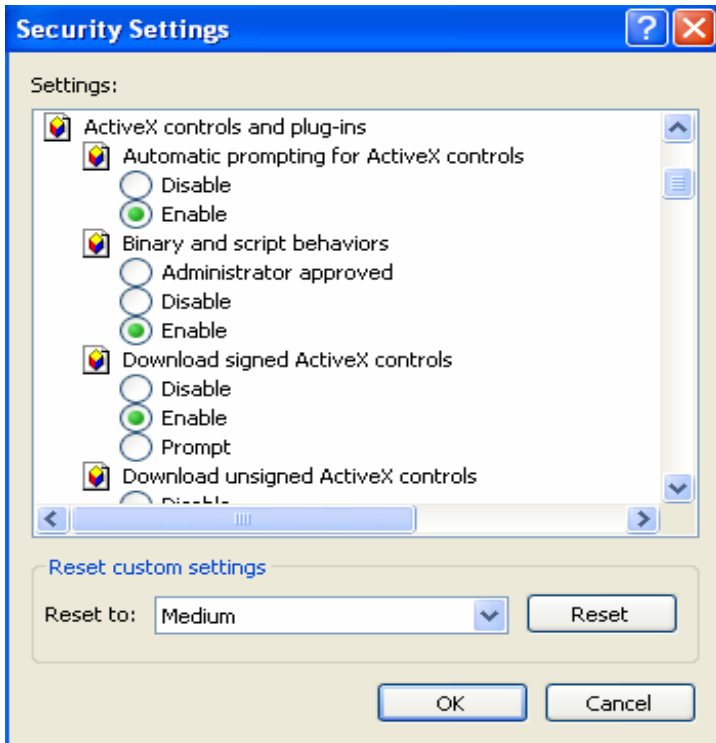 Security Settings
Settings:
ActiveX controls and plug-ins
Automatic prompting for ActiveX controls
Disable
Enable
Binary and script behaviors
Administrator approved
Disable
Enable
Download signed ActiveX controls
Disable
Enable
Prompt
Download unsigned ActiveX controls
Disable
Reset custom settings
Reset to: Medium Reset
OK Cancel